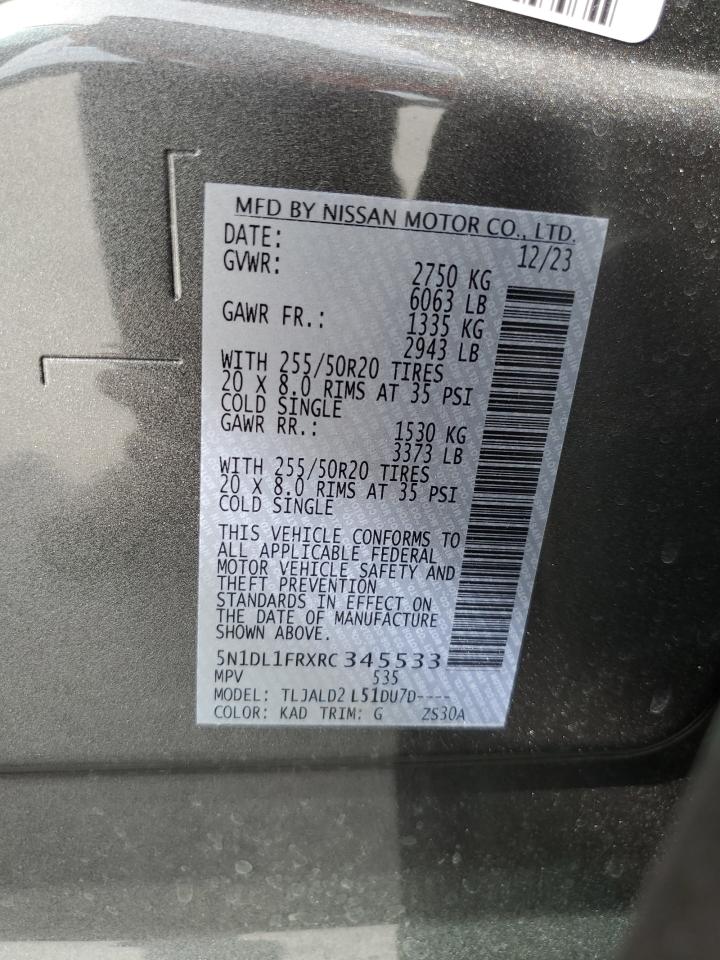 MFD BY NISSAN MOTOR CO., LTD.
DATE: 12/23
GVWR: 2750 KG
6063 LB
GAWR FR.: 1335 KG
2943 LB
WITH 255/50R20 TIRES
20 X 8.0 RIMS AT 35 PSI
COLD SINGLE
GAWR RR.: 1530 KG
3373 LB
WITH 255/50R20 TIRES
20 X 8.0 RIMS AT 35 PSI
COLD SINGLE
THIS VEHICLE CONFORMS TO
ALL APPLICABLE FEDERAL
MOTOR VEHICLE SAFETY AND
THEFT PREVENTION
STANDARDS IN EFFECT ON
THE DATE OF MANUFACTURE
SHOWN ABOVE.
5N1DL1FRXRC345533
MPV 535
MODEL: TLJALD2 L51DU7D----
COLOR: KAD TRIM: G ZS30A